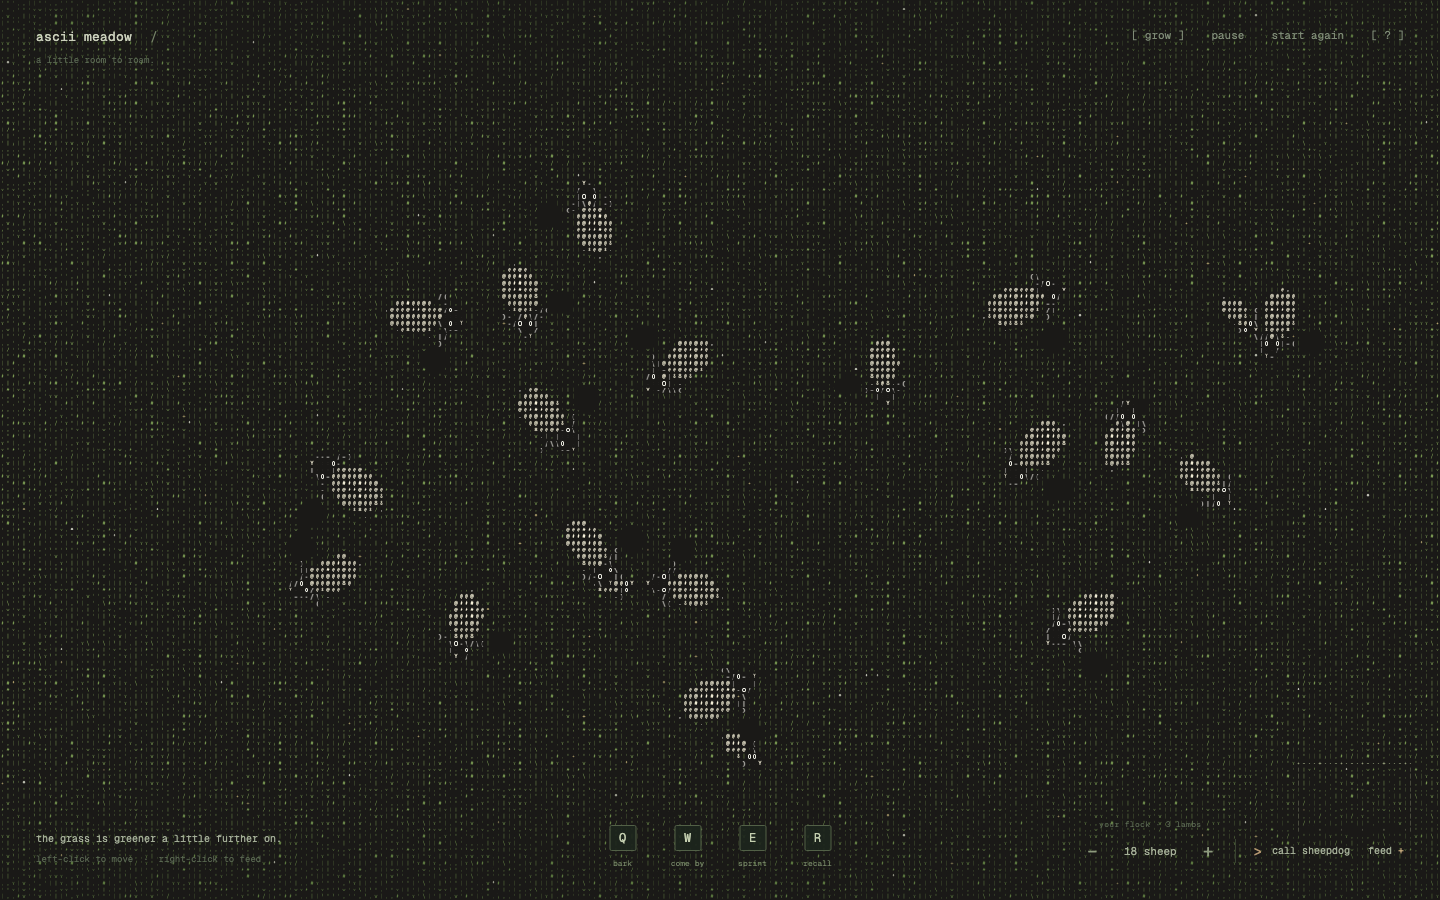 ascii meadow /
a little room to roam
[ grow ] pause start again [ ? ]
the grass is greener a little further on.
left-click to move · right-click to feed
Q W E R
bark come by sprint recall
your flock · 3 lambs
− 18 sheep +
> call sheepdog feed +